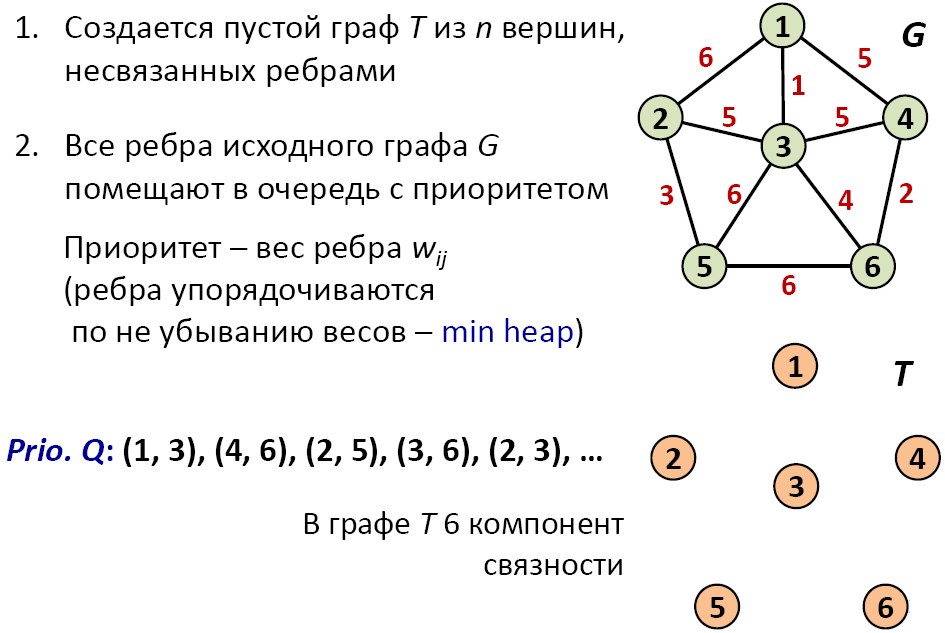 1. Создается пустой граф T из n вершин,
несвязанных ребрами
2. Все ребра исходного графа G
помещают в очередь с приоритетом
Приоритет – вес ребра wij
(ребра упорядочиваются
по не убыванию весов – min heap)
Prio. Q: (1, 3), (4, 6), (2, 5), (3, 6), (2, 3), ...
В графе T 6 компонент
связности
1
G
6
5
1
2
5
5
4
3
3
6
4
2
5
6
6
1
T
2
4
3
5
6